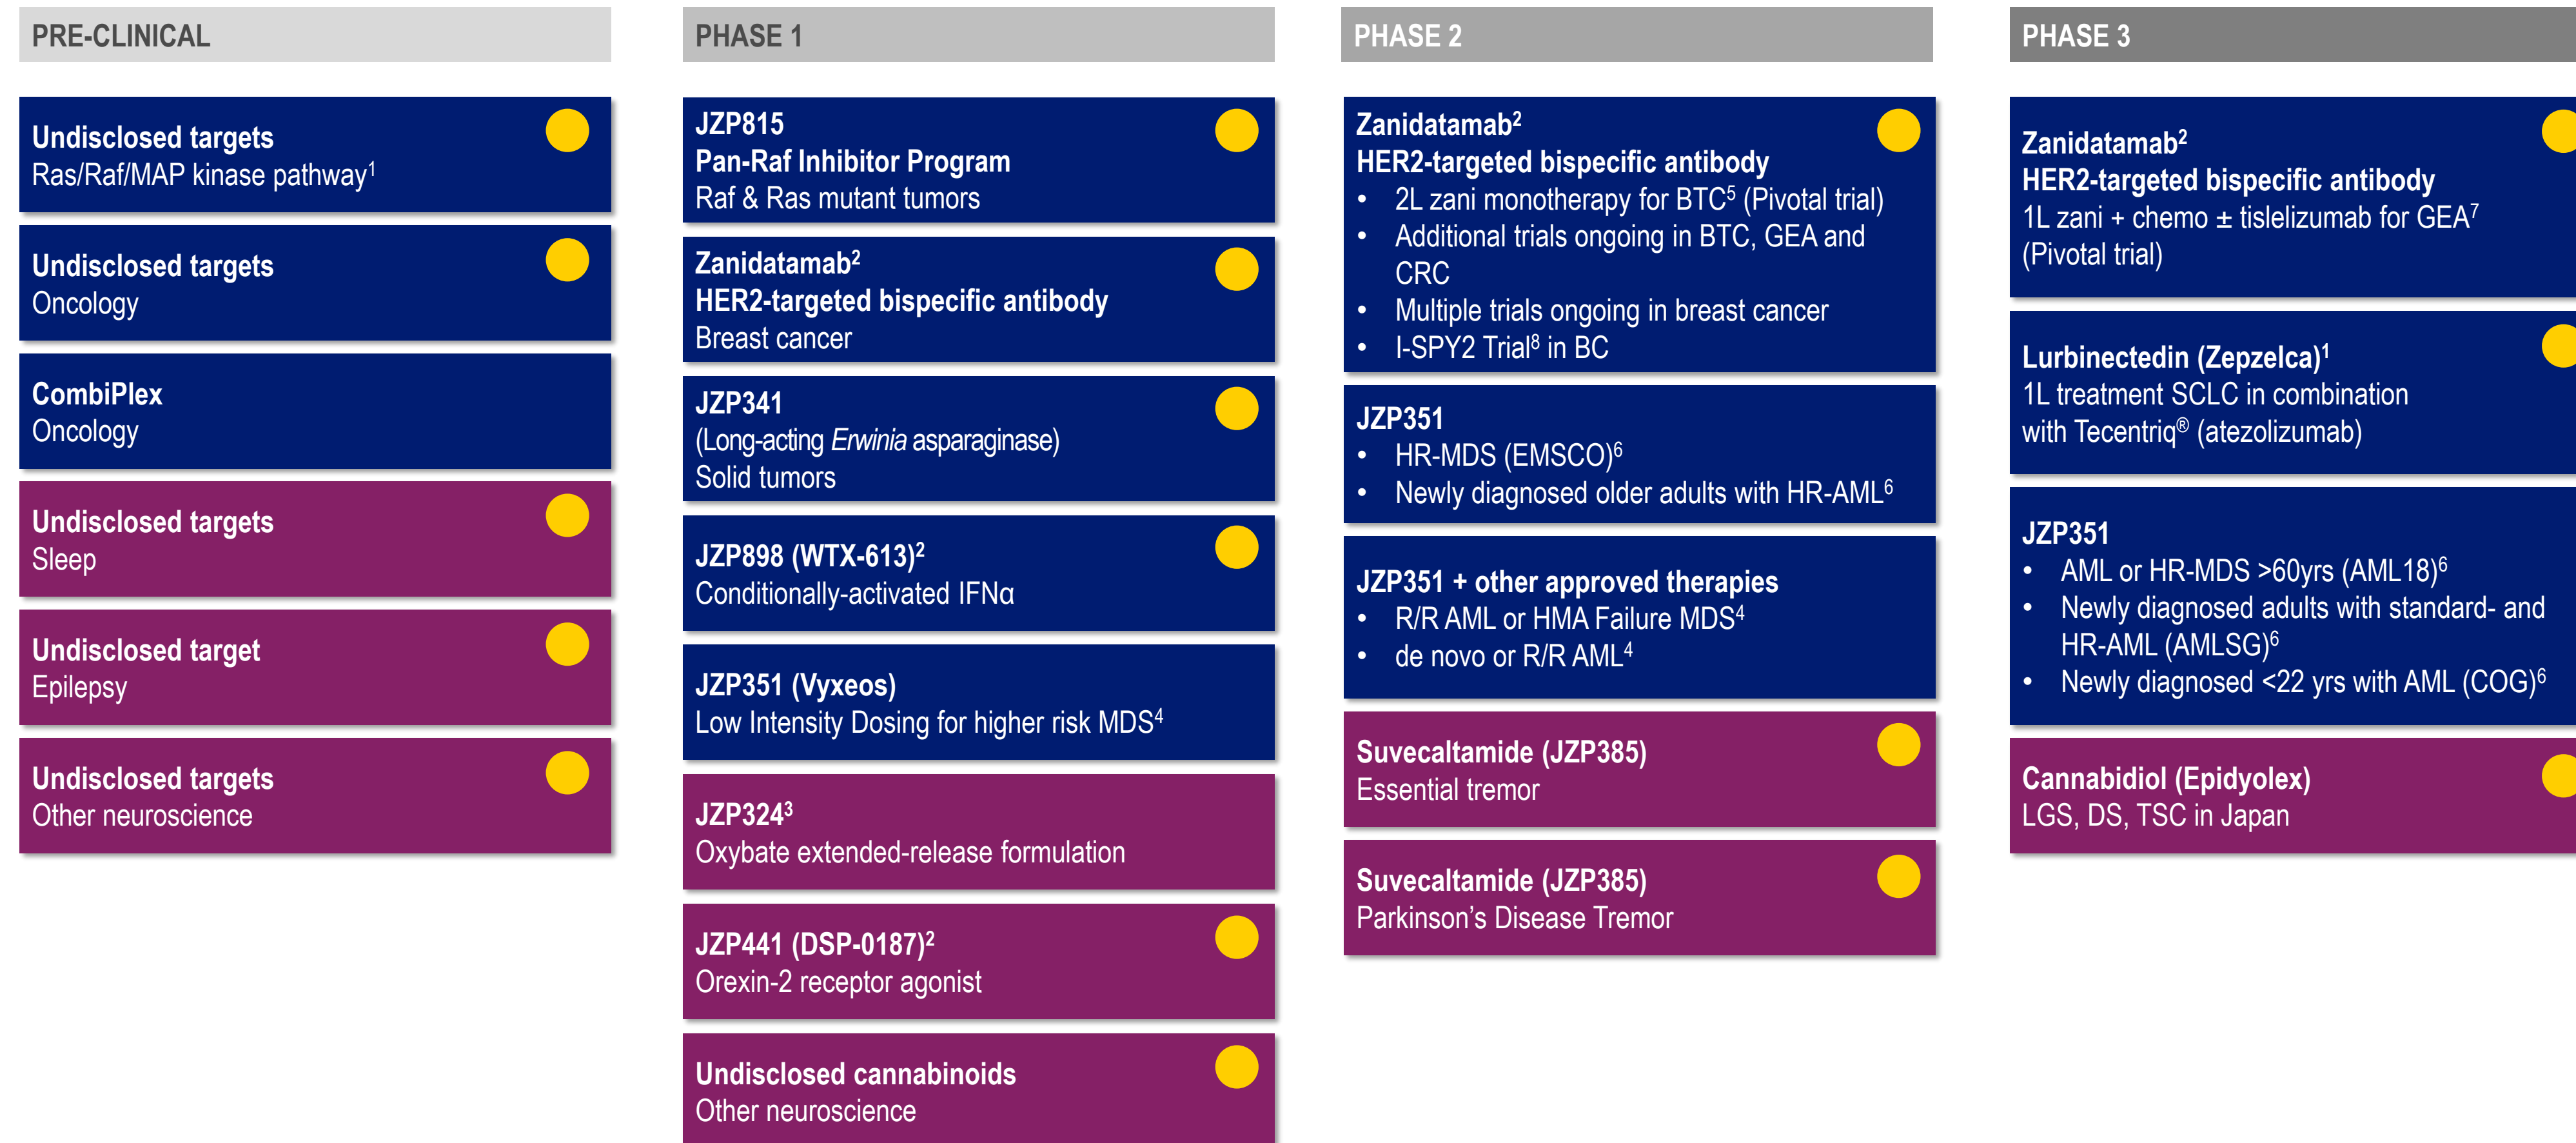 PRE-CLINICAL
Undisclosed targets
Ras/Raf/MAP kinase pathway¹
Undisclosed targets
Oncology
CombiPlex
Oncology
Undisclosed targets
Sleep
Undisclosed target
Epilepsy
Undisclosed targets
Other neuroscience
PHASE 1
JZP815
Pan-Raf Inhibitor Program
Raf & Ras mutant tumors
Zanidatamab²
HER2-targeted bispecific antibody
Breast cancer
JZP341
(Long-acting Erwinia asparaginase)
Solid tumors
JZP898 (WTX-613)²
Conditionally-activated IFNα
JZP351 (Vyxeos)
Low Intensity Dosing for higher risk MDS⁴
JZP324³
Oxybate extended-release formulation
JZP441 (DSP-0187)²
Orexin-2 receptor agonist
Undisclosed cannabinoids
Other neuroscience
PHASE 2
Zanidatamab²
HER2-targeted bispecific antibody
• 2L zani monotherapy for BTC⁵ (Pivotal trial)
• Additional trials ongoing in BTC, GEA and
CRC
• Multiple trials ongoing in breast cancer
• I-SPY2 Trial⁸ in BC
JZP351
• HR-MDS (EMSCO)⁶
• Newly diagnosed older adults with HR-AML⁶
JZP351 + other approved therapies
• R/R AML or HMA Failure MDS⁴
• de novo or R/R AML⁴
Suvecaltamide (JZP385)
Essential tremor
Suvecaltamide (JZP385)
Parkinson’s Disease Tremor
PHASE 3
Zanidatamab²
HER2-targeted bispecific antibody
1L zani + chemo ± tislelizumab for GEA⁷
(Pivotal trial)
Lurbinectedin (Zepzelca)¹
1L treatment SCLC in combination
with Tecentriq® (atezolizumab)
JZP351
• AML or HR-MDS >60yrs (AML18)⁶
• Newly diagnosed adults with standard- and
HR-AML (AMLSG)⁶
• Newly diagnosed <22 yrs with AML (COG)⁶
Cannabidiol (Epidyolex)
LGS, DS, TSC in Japan